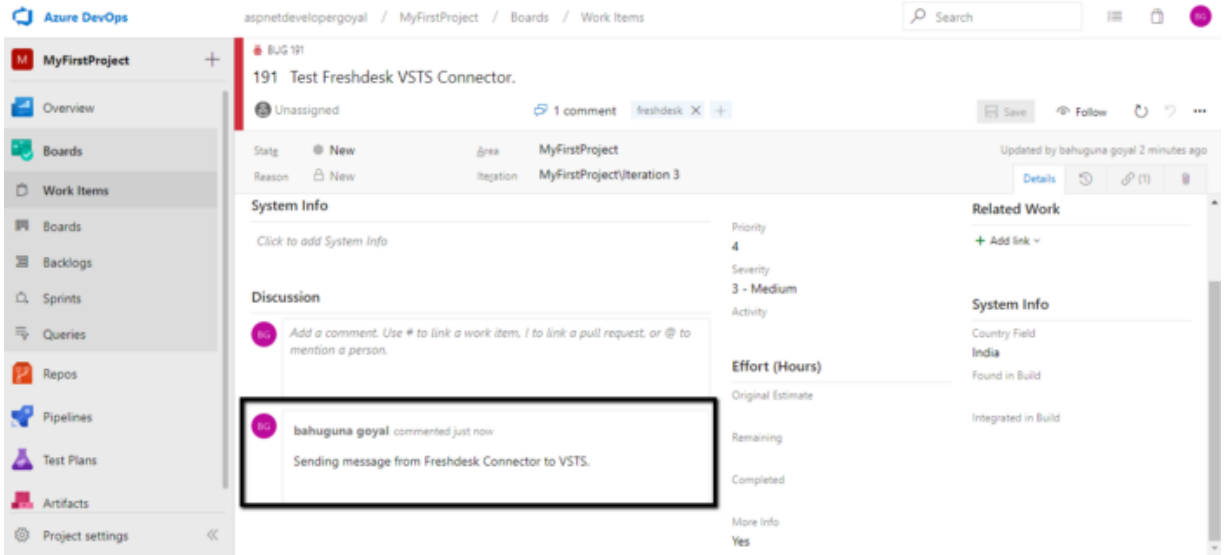 Azure DevOps
aspnetdevelopergoyal / MyFirstProject / Boards / Work Items
Search
BG
M MyFirstProject
BUG 191
191 Test Freshdesk VSTS Connector.
Overview
Unassigned
1 comment
freshdesk
Save
Follow
Boards
State
New
Area
MyFirstProject
Updated by bahuguna goyal 2 minutes ago
Reason
New
Iteration
MyFirstProject\Iteration 3
Details
(1)
Work Items
Boards
Backlogs
Sprints
Queries
Repos
Pipelines
Test Plans
Artifacts
Project settings
System Info
Click to add System Info
Discussion
BG
Add a comment. Use # to link a work item, ! to link a pull request, or @ to
mention a person.
BG
bahuguna goyal commented just now
Sending message from Freshdesk Connector to VSTS.
Priority
4
Severity
3 - Medium
Activity
Effort (Hours)
Original Estimate
Remaining
Completed
More Info
Yes
Related Work
+ Add link
System Info
Country Field
India
Found in Build
Integrated in Build